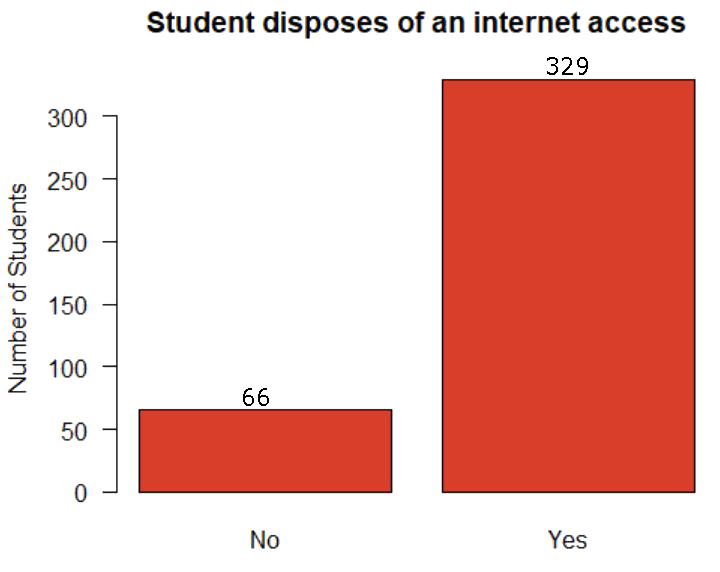 Student disposes of an internet access
329
300
250
200
150
100
50
0
66
Number of Students
No
Yes